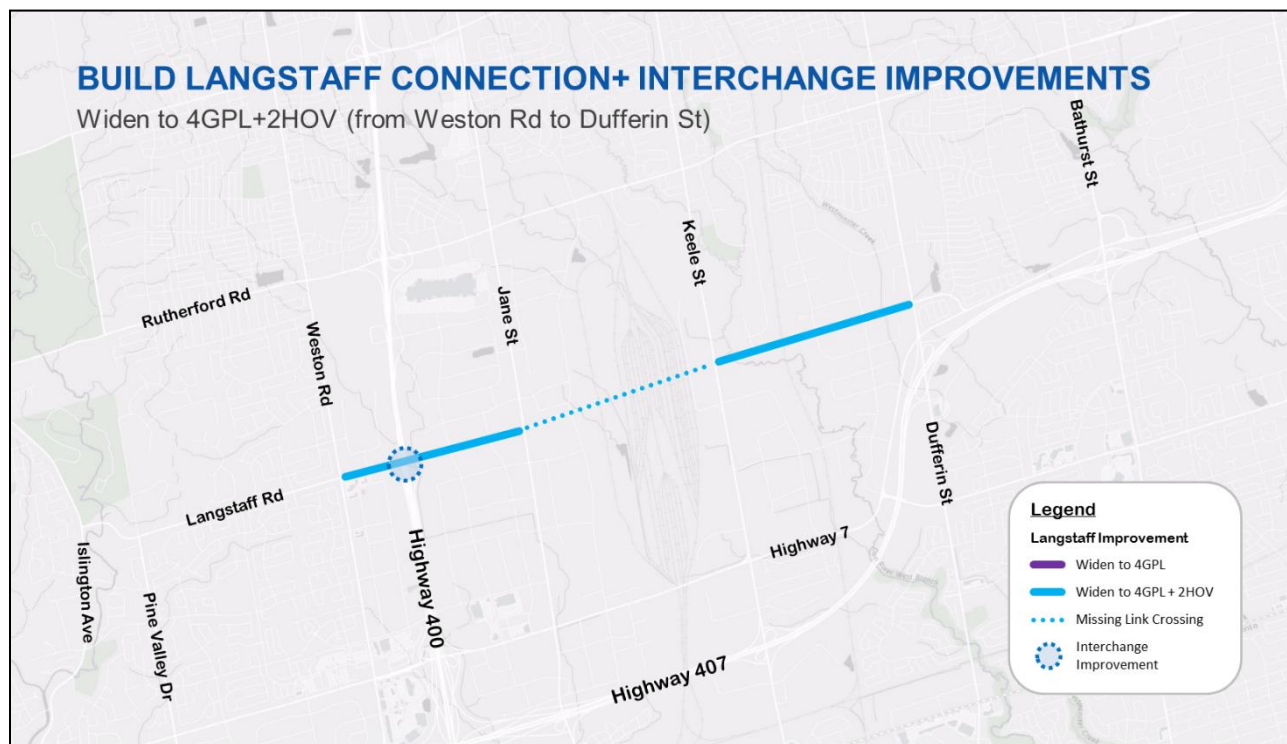 BUILD LANGSTAFF CONNECTION+ INTERCHANGE IMPROVEMENTS
Widen to 4GPL+2HOV (from Weston Rd to Dufferin St)
Bathurst St
Keele St
Rutherford Rd
Jane St
Weston Rd
Dufferin St
Langstaff Rd
Highway 7
Highway 400
Islington Ave
Pine Valley Dr
Highway 407
Legend
Langstaff Improvement
Widen to 4GPL
Widen to 4GPL + 2HOV
Missing Link Crossing
Interchange
Improvement